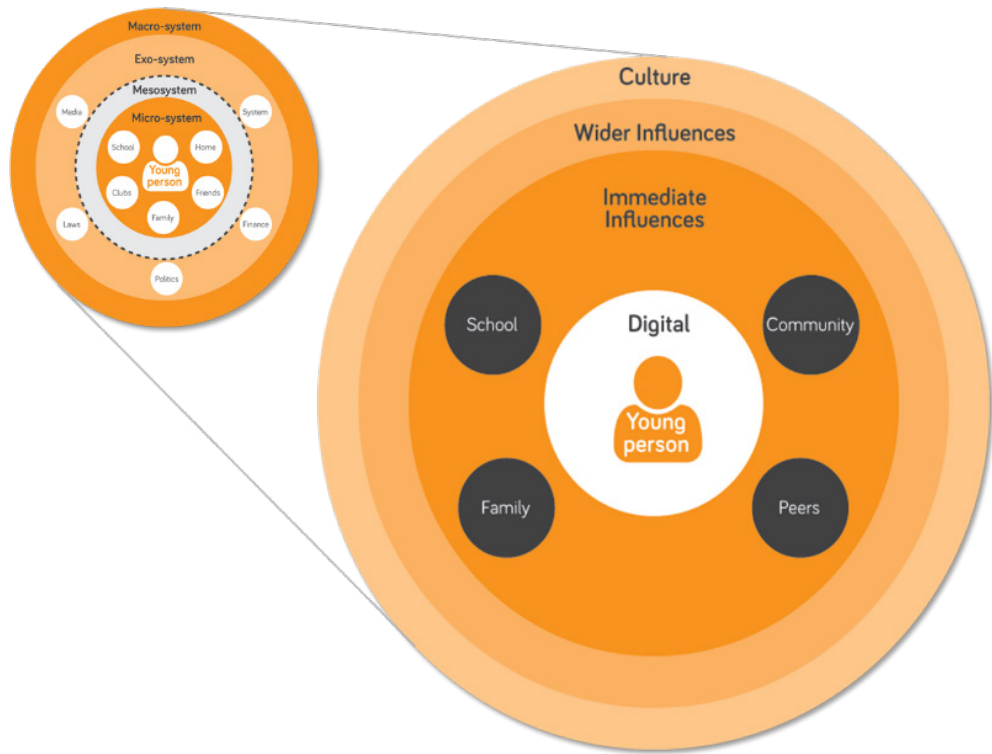 Macro-system
Exo-system
Mesosystem
Micro-system
Media
System
School
Home
Young
person
Clubs
Friends
Family
Laws
Finance
Politics
Culture
Wider Influences
Immediate
Influences
School
Digital
Community
Young
person
Family
Peers